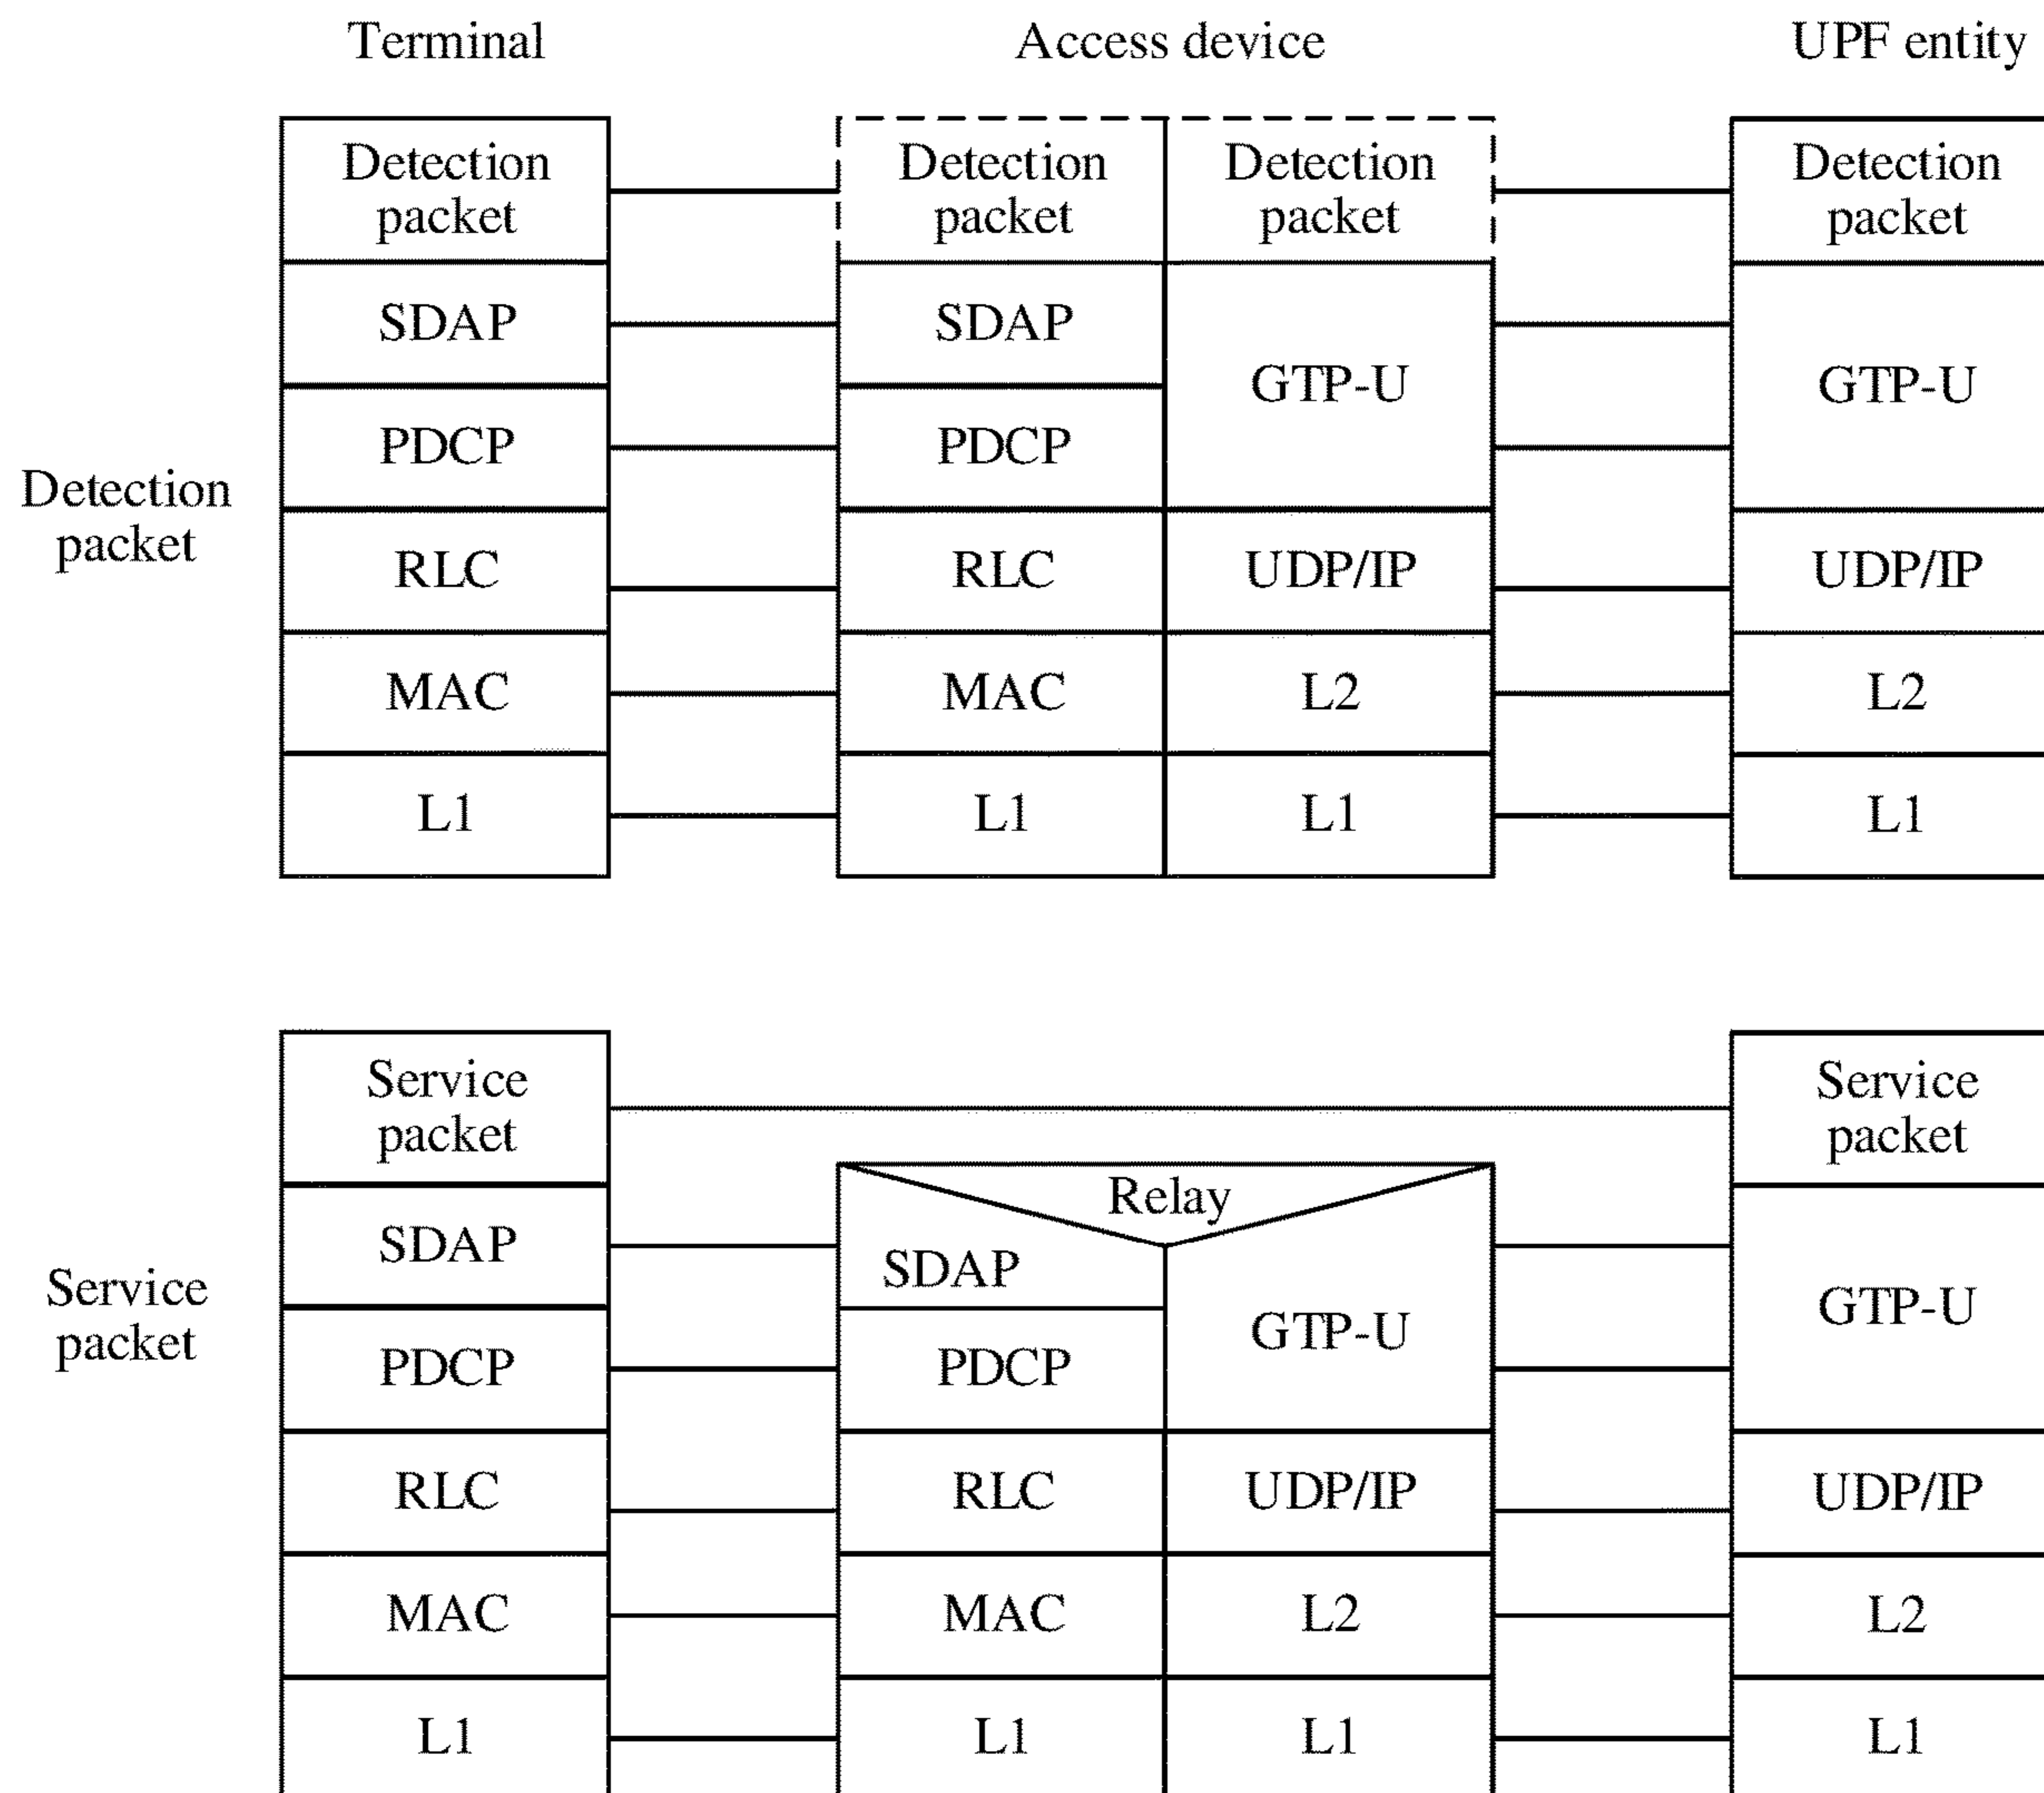 Terminal
Access device
UPF entity
Detection
packet
Detection
packet
Detection
packet
Detection
packet
Detection
packet
SDAP
SDAP
GTP-U
GTP-U
PDCP
PDCP
RLC
RLC
UDP/IP
UDP/IP
MAC
MAC
L2
L2
L1
L1
L1
L1
Service
packet
Service
packet
Service
packet
Relay
SDAP
SDAP
GTP-U
GTP-U
PDCP
PDCP
RLC
RLC
UDP/IP
UDP/IP
MAC
MAC
L2
L2
L1
L1
L1
L1